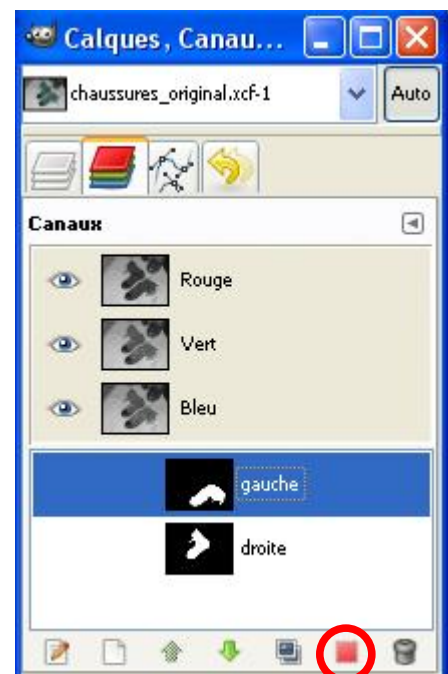 Calques, Canau...
chaussures_original.xcf-1
Auto
Canaux
Rouge
Vert
Bleu
gauche
droite